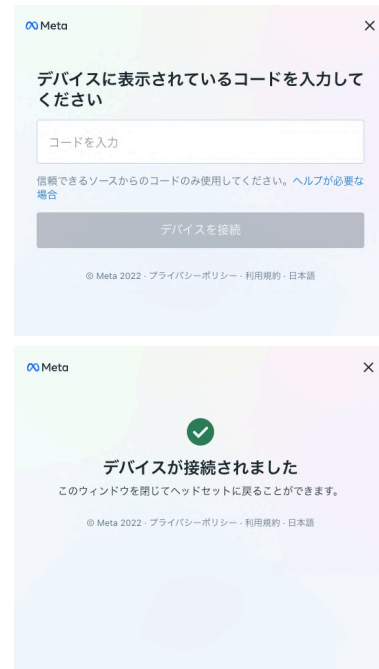 Meta
デバイスに表示されているコードを入力して
ください
コードを入力
信頼できるソースからのコードのみ使用してください。ヘルプが必要な
場合
デバイスを接続
© Meta 2022 · プライバシーポリシー · 利用規約 · 日本語
Meta
デバイスが接続されました
このウィンドウを閉じてヘッドセットに戻ることができます。
© Meta 2022 · プライバシーポリシー · 利用規約 · 日本語